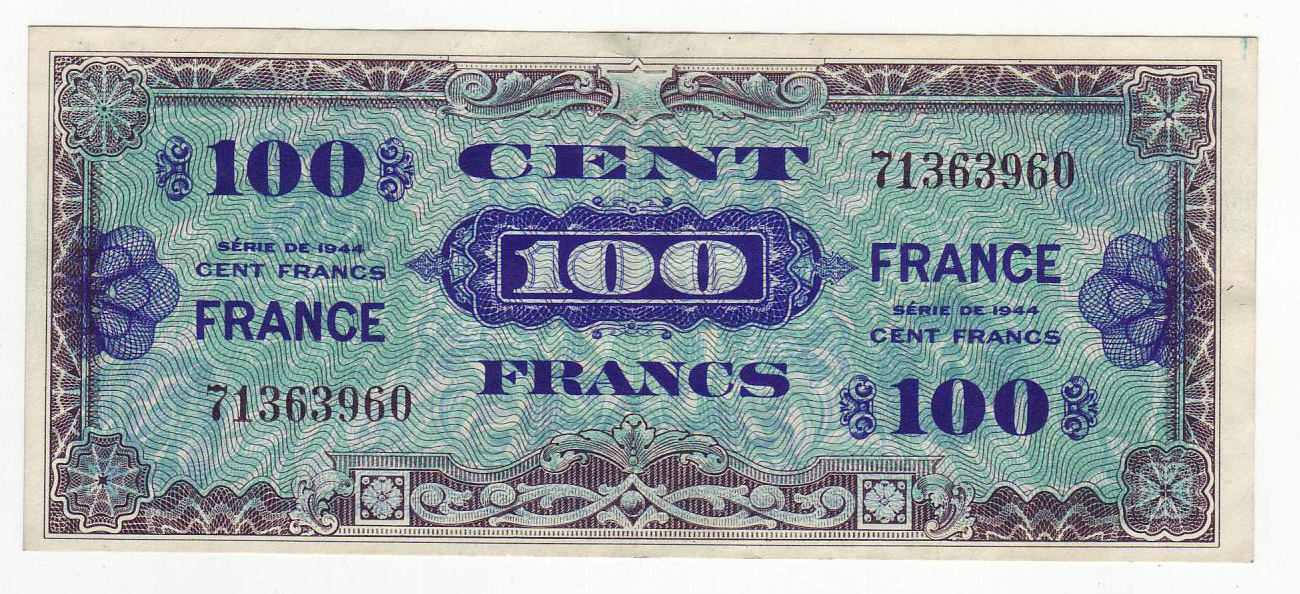 100
SÉRIE DE 1944
CENT FRANCS
FRANCE
71363960
CENT
100
FRANCS
71363960
FRANCE
SÉRIE DE 1944
CENT FRANCS
100